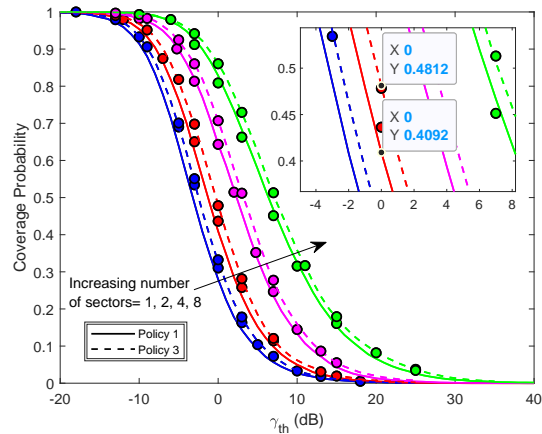 Coverage Probability
1
0.9
0.8
0.7
0.6
0.5
0.4
0.3
0.2
0.1
0
-20 -10 0 10 20 30 40
γth (dB)
Increasing number
of sectors= 1, 2, 4, 8
Policy 1
Policy 3
0.5
0.45
0.4
-4 -2 0 2 4 6 8
X 0
Y 0.4812
X 0
Y 0.4092